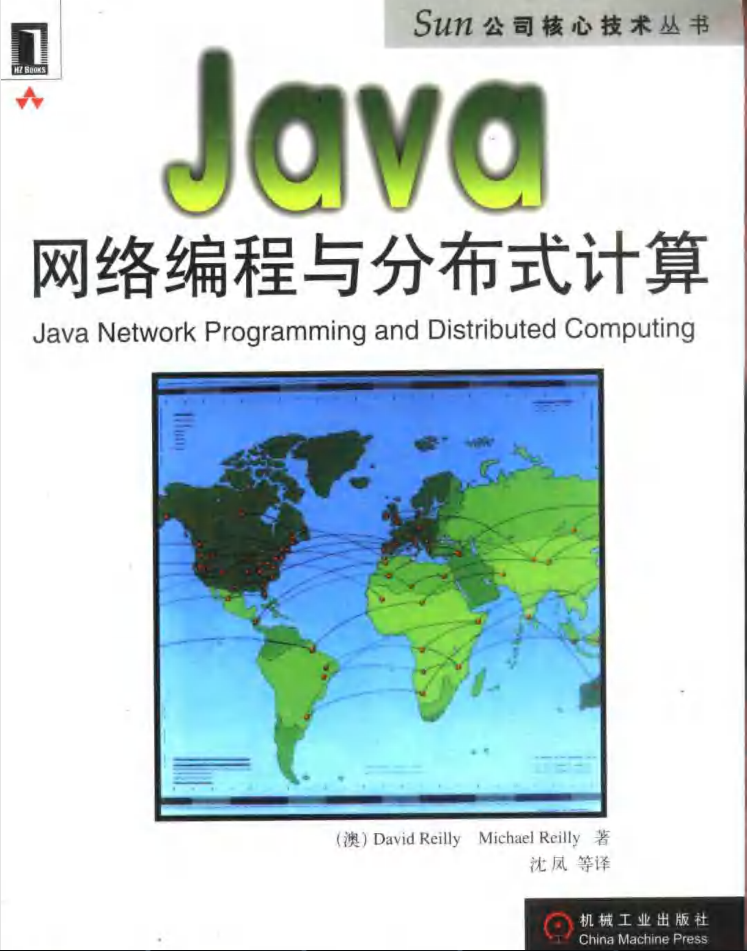 Sun 公司核心技术丛书
HZ BOOKS
Java
网络编程与分布式计算
Java Network Programming and Distributed Computing
(澳) David Reilly Michael Reilly 著
沈凤 等译
机械工业出版社
China Machine Press